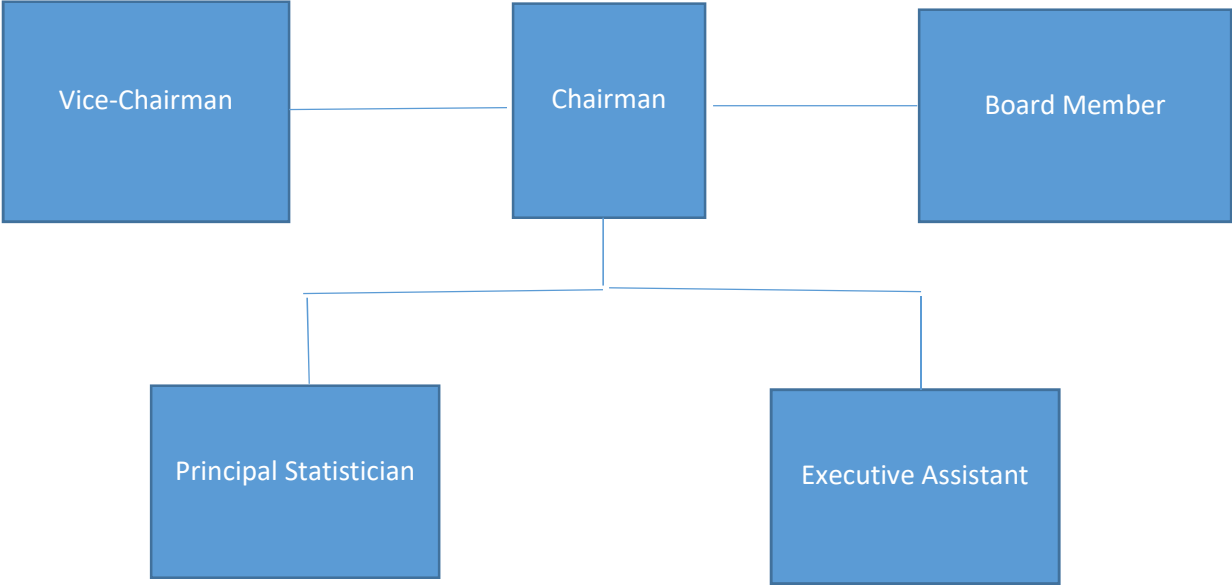 Vice-Chairman
Chairman
Board Member
Principal Statistician
Executive Assistant